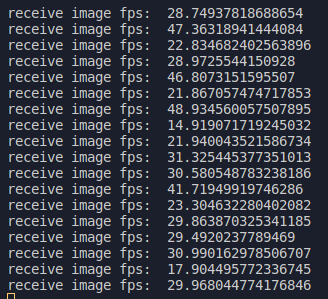 receive image fps:  28.74937818688654
receive image fps:  47.36318941444084
receive image fps:  22.834682402563896
receive image fps:  28.9725544150928
receive image fps:  46.8073151595507
receive image fps:  21.867057474717853
receive image fps:  48.934560057507895
receive image fps:  14.919071719245032
receive image fps:  21.940043521586734
receive image fps:  31.325445377351013
receive image fps:  30.580548783238186
receive image fps:  41.71949919746286
receive image fps:  23.304632280402082
receive image fps:  29.863870325341185
receive image fps:  29.4920237789469
receive image fps:  30.990162978506707
receive image fps:  17.904495772336745
receive image fps:  29.968044774176846